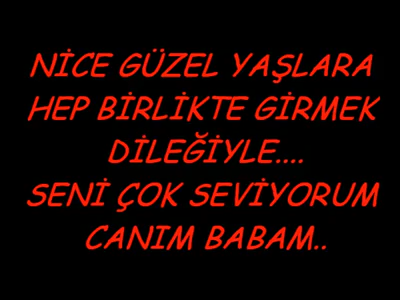 NİCE GÜZEL YAŞLARA
HEP BİRLİKTE GİRMEK
DİLEĞİYLE....
SENİ ÇOK SEVİYORUM
CANIM BABAM..